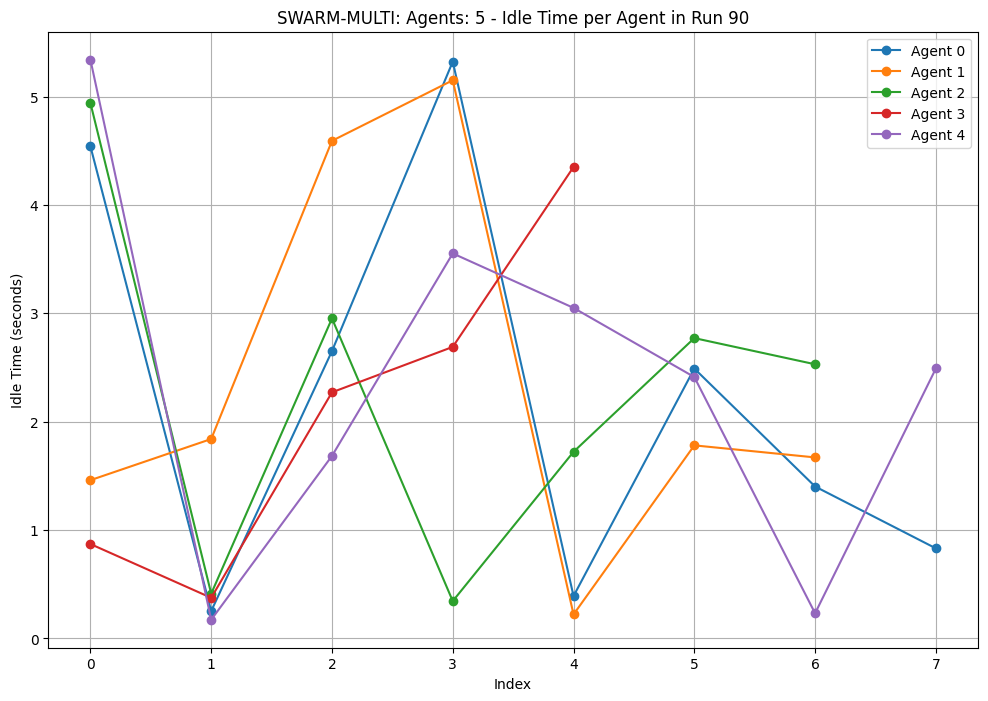 SWARM-MULTI: Agents: 5 - Idle Time per Agent in Run 90
Agent 0
Agent 1
Agent 2
Agent 3
Agent 4
Idle Time (seconds)
5
4
3
2
1
0
0 1 2 3 4 5 6 7
Index